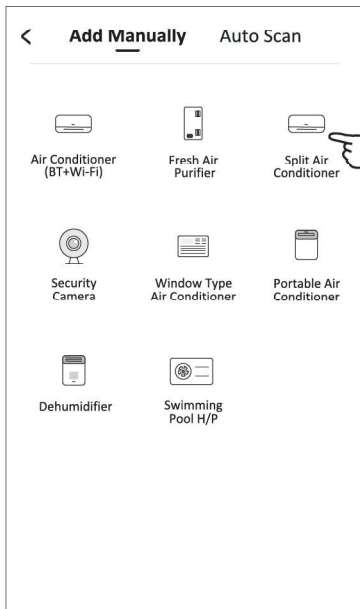 Add Manually Auto Scan
Air Conditioner
(BT+Wi-Fi)
Fresh Air
Purifier
Split Air
Conditioner
Security
Camera
Window Type
Air Conditioner
Portable Air
Conditioner
Dehumidifier
Swimming
Pool H/P